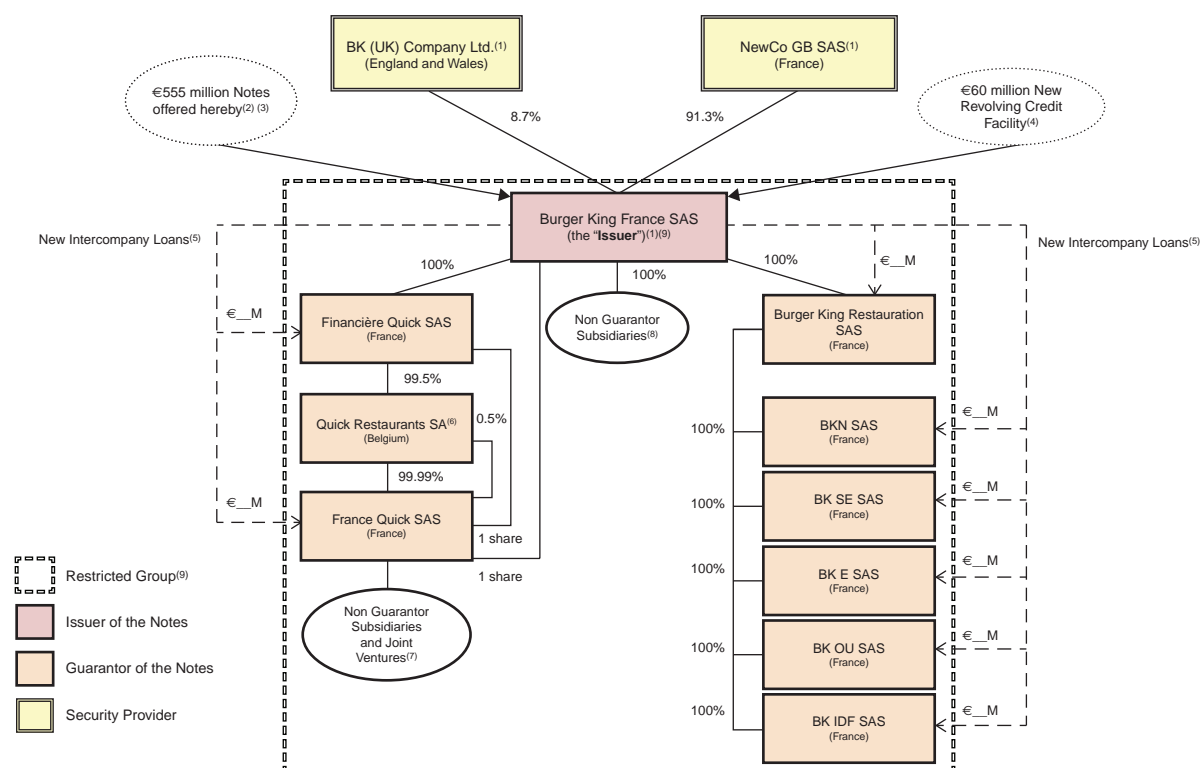 BK (UK) Company Ltd.(1)
(England and Wales)
NewCo GB SAS(1)
(France)
€555 million Notes
offered hereby(2) (3)
€60 million New
Revolving Credit
Facility(4)
8.7%
91.3%
Burger King France SAS
(the “Issuer”)(1)(9)
New Intercompany Loans(5)
New Intercompany Loans(5)
100%
100%
100%
€__M
€__M
Financière Quick SAS
(France)
Non Guarantor
Subsidiaries(8)
Burger King Restauration
SAS
(France)
99.5%
0.5%
Quick Restaurants SA(6)
(Belgium)
99.99%
€__M
France Quick SAS
(France)
1 share
1 share
Non Guarantor
Subsidiaries
and Joint
Ventures(7)
100%
BKN SAS
(France)
€__M
100%
BK SE SAS
(France)
€__M
100%
BK E SAS
(France)
€__M
100%
BK OU SAS
(France)
€__M
100%
BK IDF SAS
(France)
€__M
Restricted Group(9)
Issuer of the Notes
Guarantor of the Notes
Security Provider